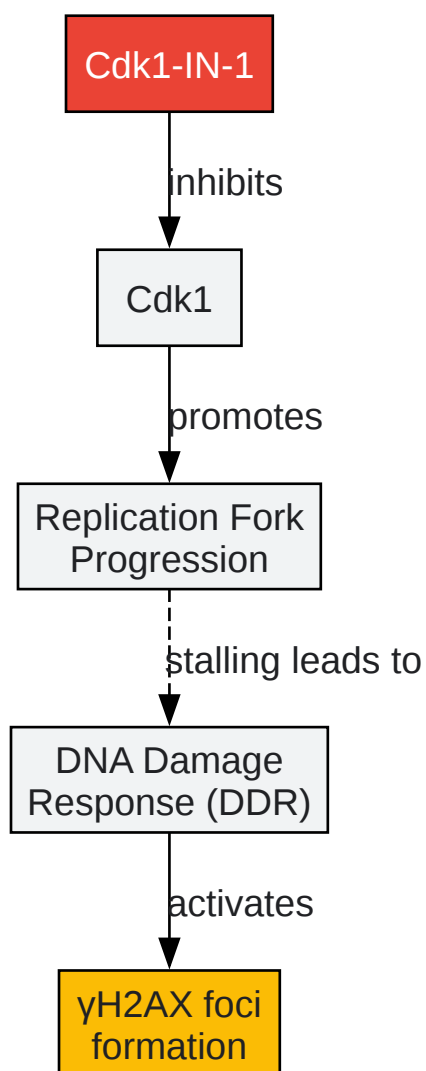 Cdk1-IN-1
inhibits
Cdk1
promotes
Replication Fork
Progression
stalling leads to
DNA Damage
Response (DDR)
activates
γH2AX foci
formation